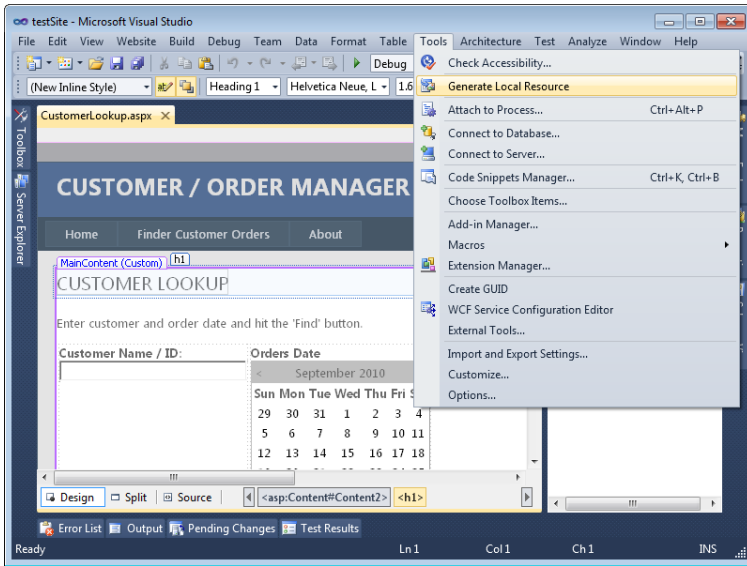 testSite - Microsoft Visual Studio
File Edit View Website Build Debug Team Data Format Table Tools Architecture Test Analyze Window Help
Debug
(New Inline Style) Heading 1 Helvetica Neue, L 1.6
Check Accessibility...
Generate Local Resource
Attach to Process... Ctrl+Alt+P
Connect to Database...
Connect to Server...
Code Snippets Manager... Ctrl+K, Ctrl+B
Choose Toolbox Items...
Add-in Manager...
Macros
Extension Manager...
Create GUID
WCF Service Configuration Editor
External Tools...
Import and Export Settings...
Customize...
Options...
Toolbox
Server Explorer
CustomerLookup.aspx
CUSTOMER / ORDER MANAGER
Home Finder Customer Orders About
MainContent (Custom) h1
CUSTOMER LOOKUP
Enter customer and order date and hit the 'Find' button.
Customer Name / ID: Orders Date
< September 2010
Sun Mon Tue Wed Thu Fri
29 30 31 1 2 3 4
5 6 7 8 9 10 11
12 13 14 15 16 17 18
Design Split Source <asp:Content#Content2> <h1>
Error List Output Pending Changes Test Results
Ready Ln 1 Col 1 Ch 1 INS